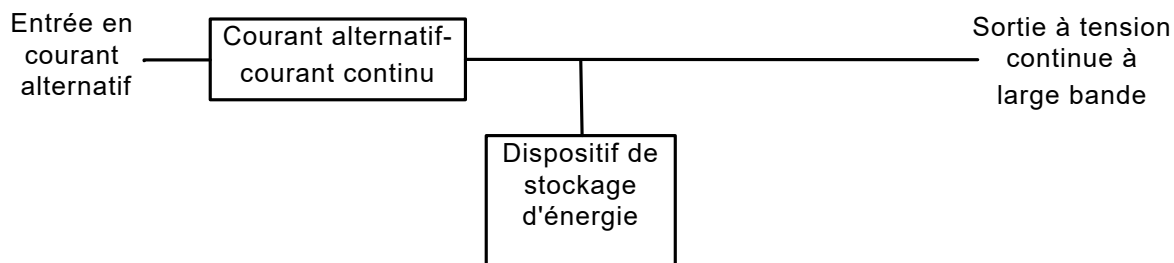 Entrée en
courant
alternatif
Courant alternatif-
courant continu
Dispositif de
stockage
d'énergie
Sortie à tension
continue à
large bande